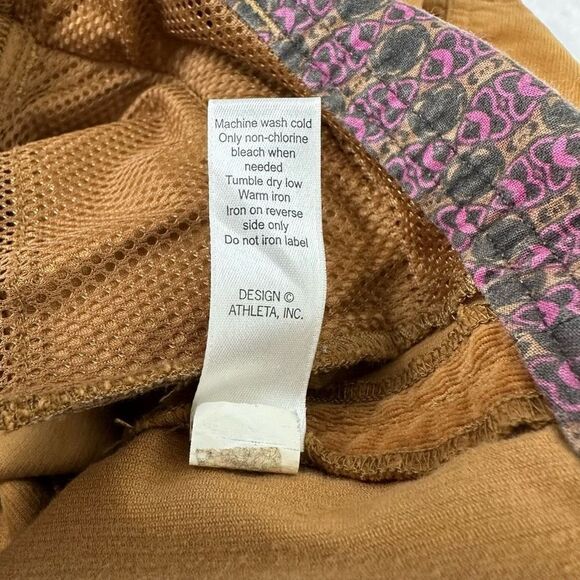 Machine wash cold
Only non-chlorine
bleach when
needed
Tumble dry low
Warm iron
Iron on reverse
side only
Do not iron label
DESIGN ©
ATHLETA, INC.